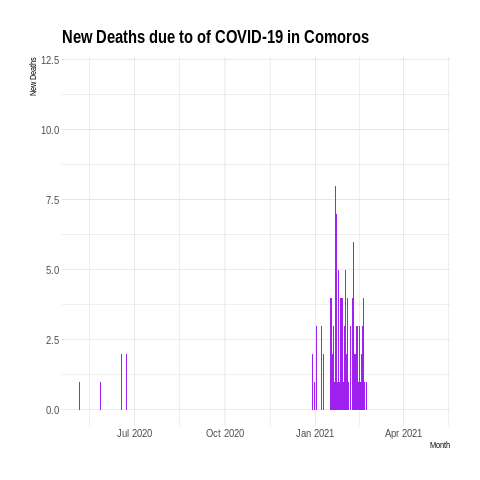 New Deaths due to of COVID-19 in Comoros
New Deaths
12.5
10.0
7.5
5.0
2.5
0.0
Jul 2020
Oct 2020
Jan 2021
Apr 2021
Month